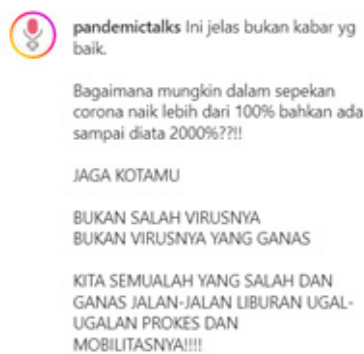 pandemictalks Ini jelas bukan kabar yg
baik.
Bagaimana mungkin dalam sepekan
corona naik lebih dari 100% bahkan ada
sampai diata 2000%??!!
JAGA KOTAMU
BUKAN SALAH VIRUSNYA
BUKAN VIRUSNYA YANG GANAS
KITA SEMUALAH YANG SALAH DAN
GANAS JALAN-JALAN LIBURAN UGAL-
UGALAN PROKES DAN
MOBILITASNYA!!!!